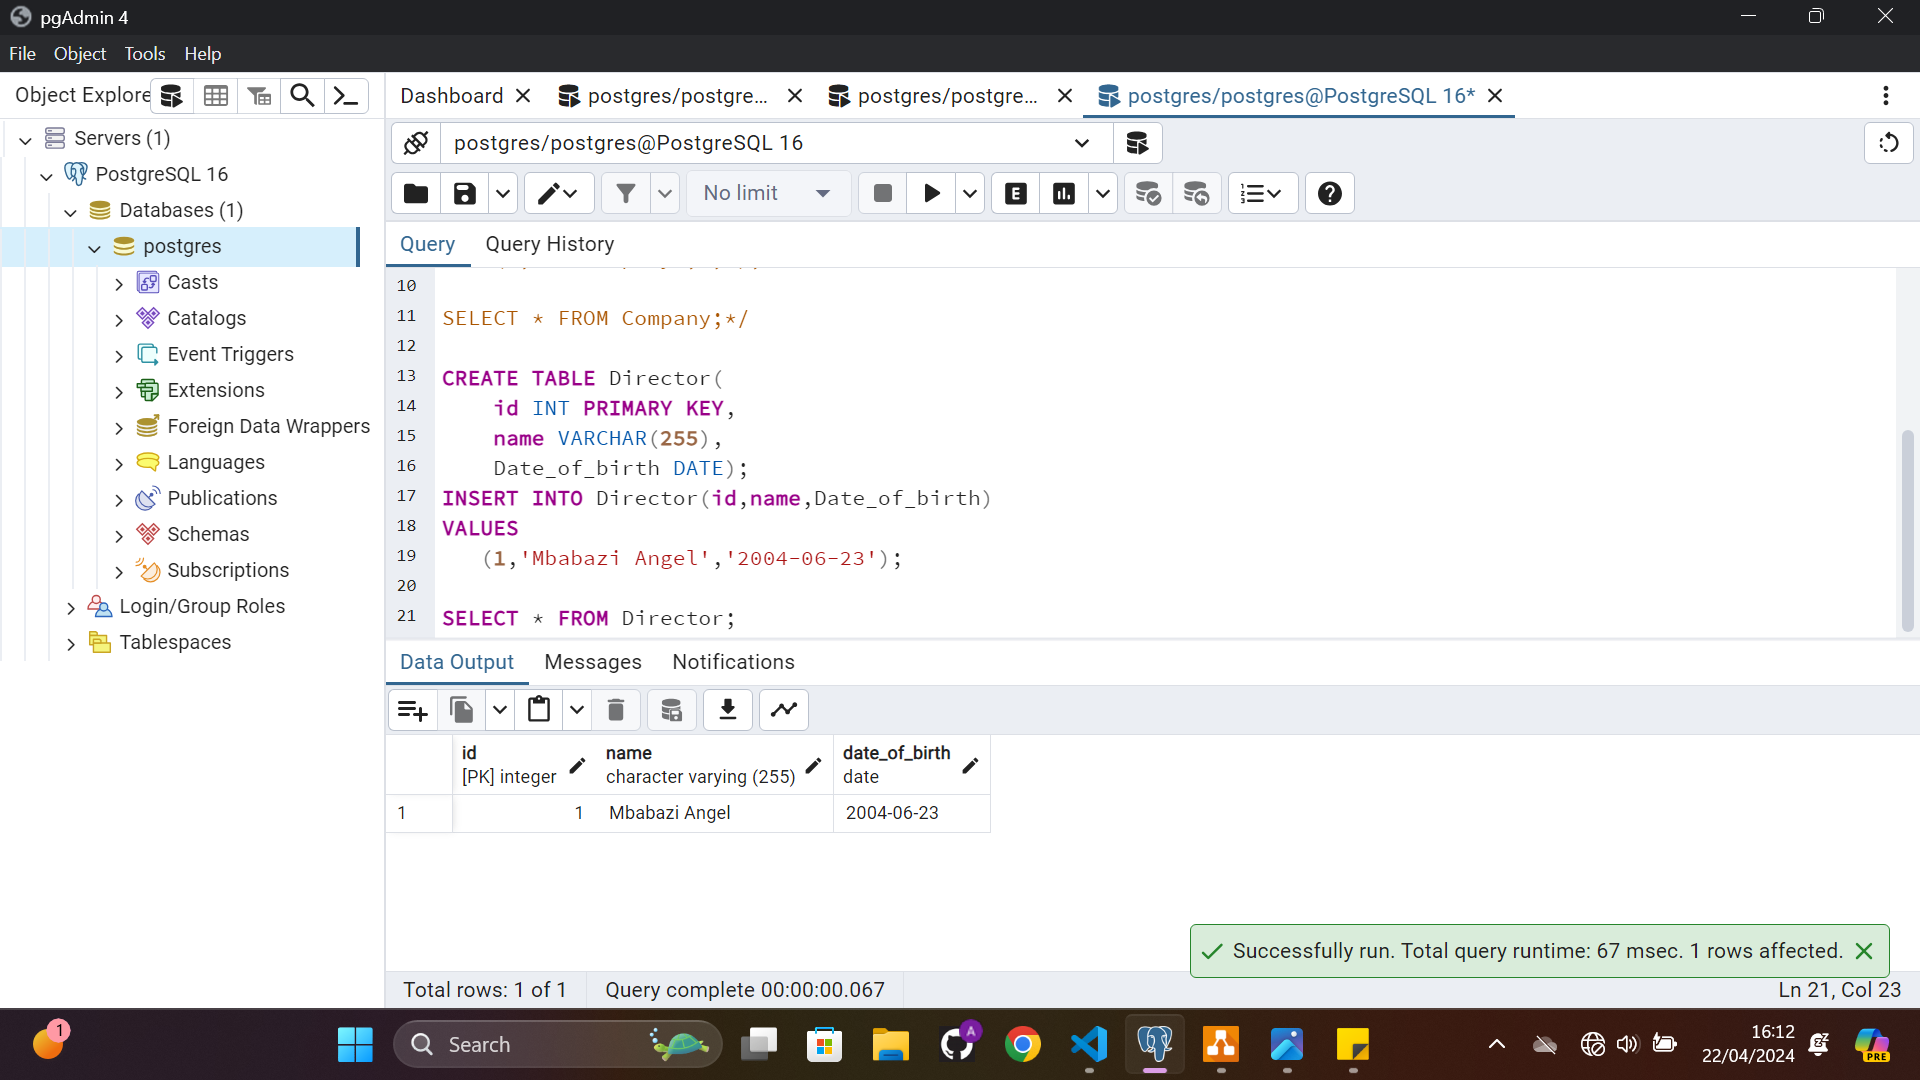 pgAdmin 4
File Object Tools Help
Object Explore
Dashboard
postgres/postgre...
postgres/postgre...
postgres/postgres@PostgreSQL 16*
Servers (1)
PostgreSQL 16
Databases (1)
postgres
Casts
Catalogs
Event Triggers
Extensions
Foreign Data Wrappers
Languages
Publications
Schemas
Subscriptions
Login/Group Roles
Tablespaces
postgres/postgres@PostgreSQL 16
No limit
E
Query Query History
10
11 SELECT * FROM Company;*/
12
13 CREATE TABLE Director(
14 id INT PRIMARY KEY,
15 name VARCHAR(255),
16 Date_of_birth DATE);
17 INSERT INTO Director(id,name,Date_of_birth)
18 VALUES
19 (1,'Mbabazi Angel','2004-06-23');
20
21 SELECT * FROM Director;
Data Output Messages Notifications
id name date_of_birth
[PK] integer character varying (255) date
1 1 Mbabazi Angel 2004-06-23
Successfully run. Total query runtime: 67 msec. 1 rows affected.
Total rows: 1 of 1 Query complete 00:00:00.067 Ln 21, Col 23
1
Search
A
16:12
22/04/2024
PRE